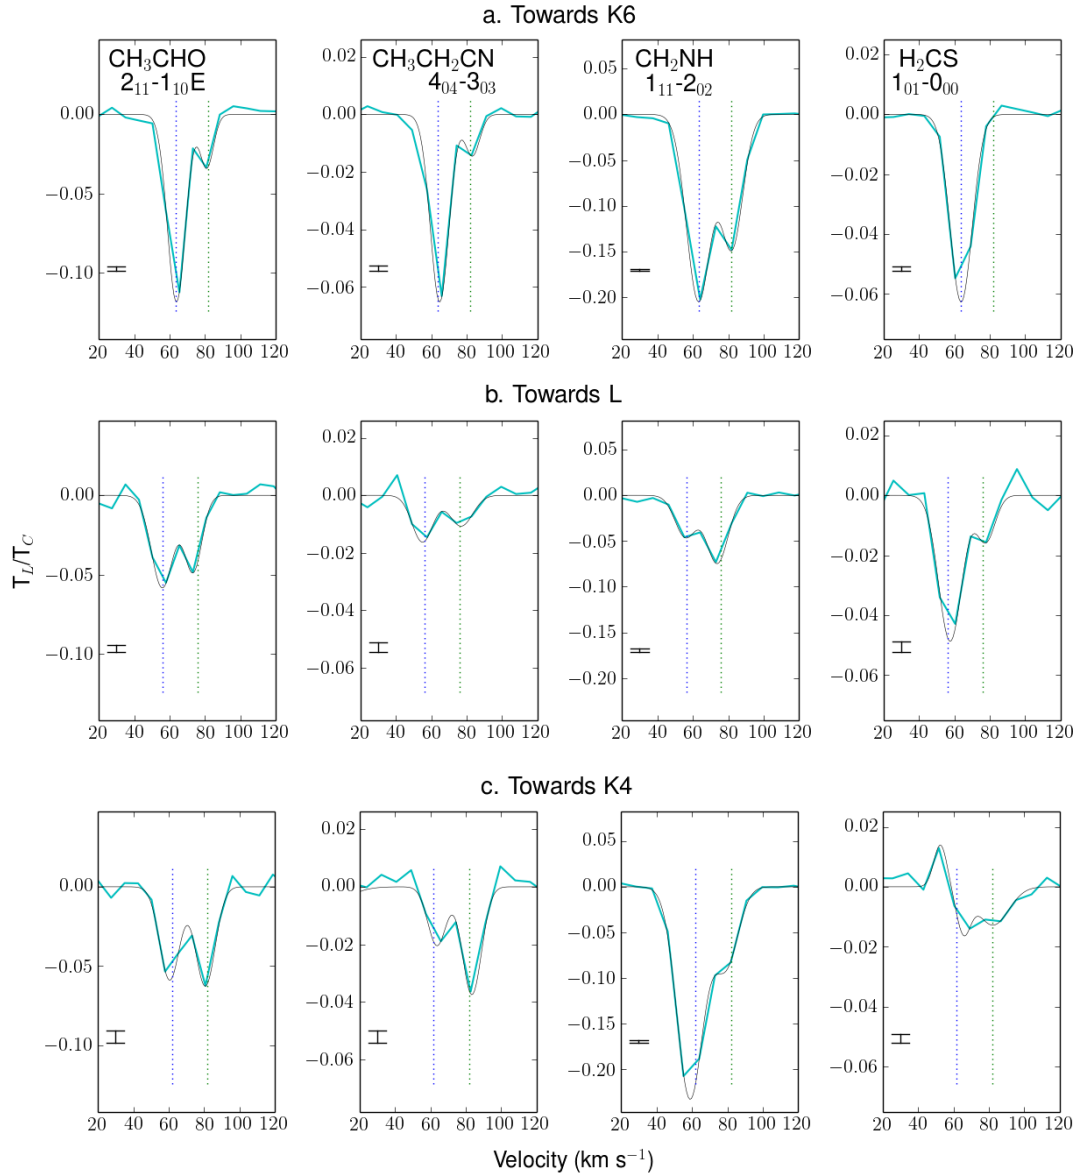 a. Towards K6
CH₃CHO CH₃CH₂CN CH₂NH H₂CS
2₁₁-1₁₀E 4₀₄-3₀₃ 1₁₁-2₀₂ 1₀₁-0₀₀
0.00 −0.05 −0.10
0.02 0.00 −0.02 −0.04 −0.06
0.05 0.00 −0.05 −0.10 −0.15 −0.20
0.02 0.00 −0.02 −0.04 −0.06
20 40 60 80 100 120 20 40 60 80 100 120 20 40 60 80 100 120 20 40 60 80 100 120
b. Towards L
T_L/T_C
0.00 −0.05 −0.10
0.02 0.00 −0.02 −0.04 −0.06
0.05 0.00 −0.05 −0.10 −0.15 −0.20
0.02 0.00 −0.02 −0.04 −0.06
20 40 60 80 100 120 20 40 60 80 100 120 20 40 60 80 100 120 20 40 60 80 100 120
c. Towards K4
0.00 −0.05 −0.10
0.02 0.00 −0.02 −0.04 −0.06
0.05 0.00 −0.05 −0.10 −0.15 −0.20
0.02 0.00 −0.02 −0.04 −0.06
20 40 60 80 100 120 20 40 60 80 100 120 20 40 60 80 100 120 20 40 60 80 100 120
Velocity (km s⁻¹)